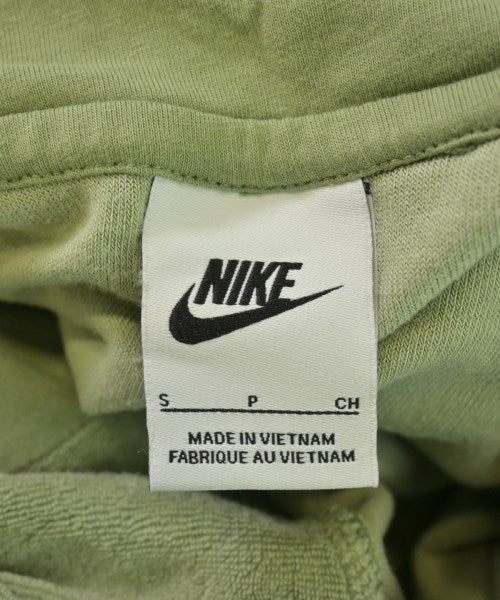 NIKE
S P CH
MADE IN VIETNAM
FABRIQUE AU VIETNAM